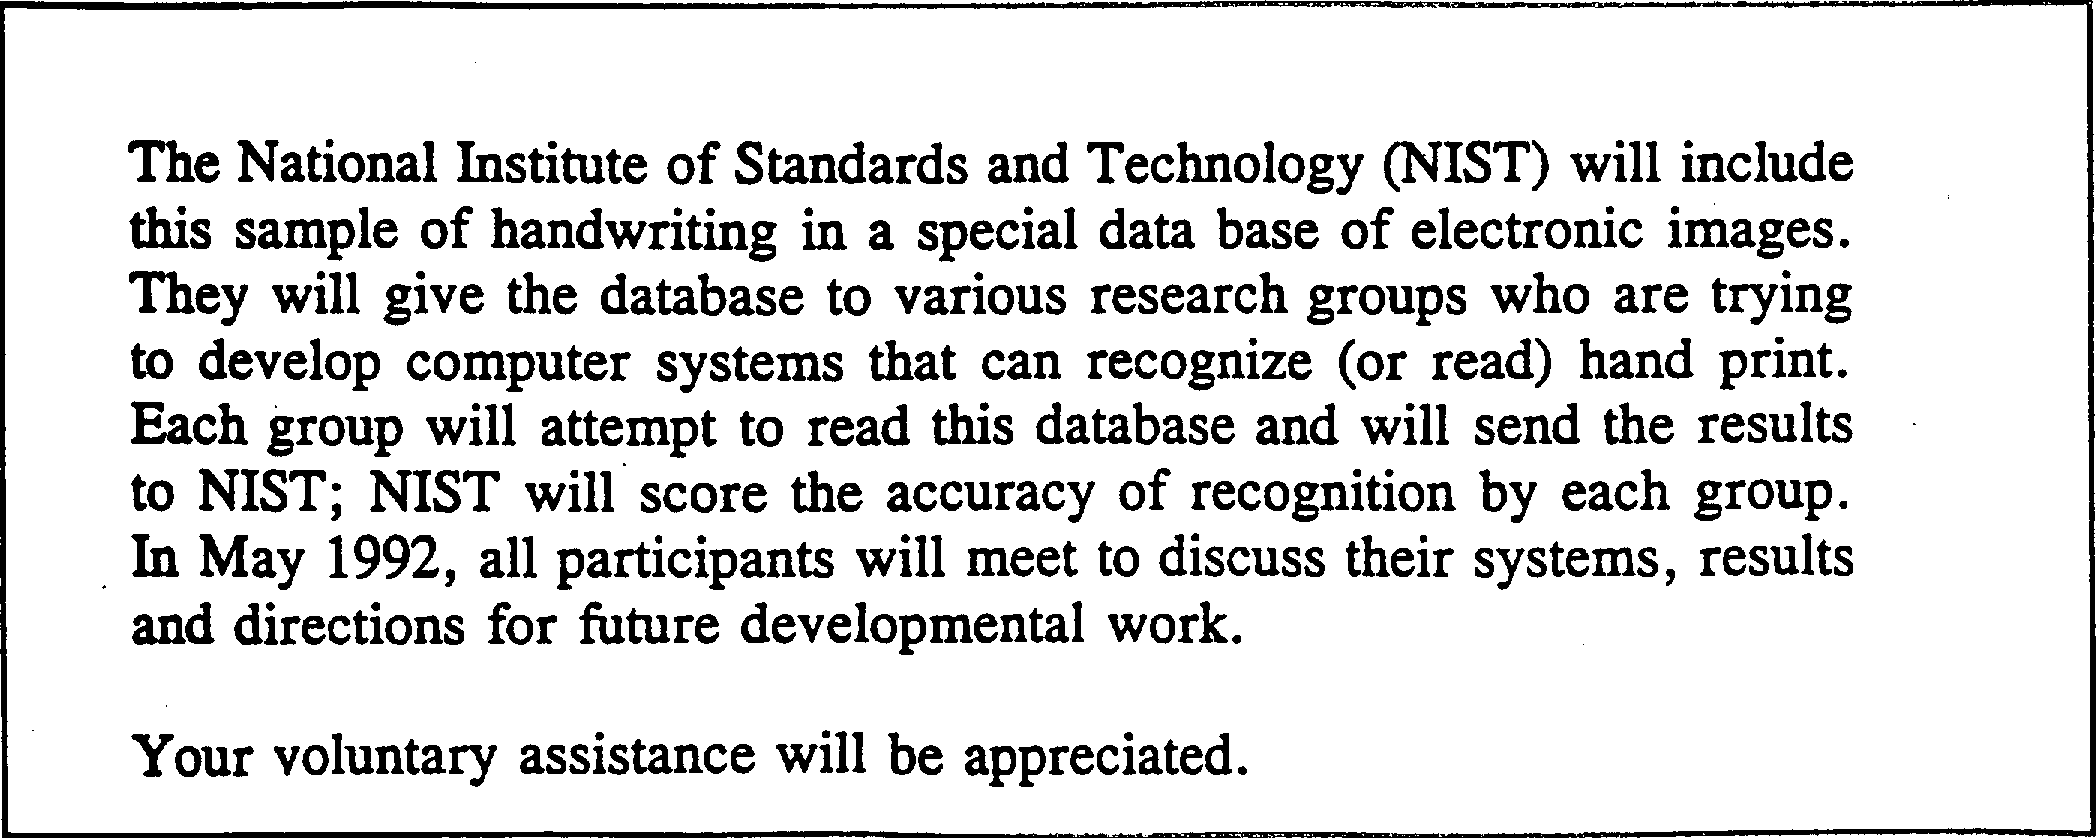 The National Institute of Standards and Technology (NIST) will include
this sample of handwriting in a special data base of electronic images.
They will give the database to various research groups who are trying
to develop computer systems that can recognize (or read) hand print.
Each group will attempt to read this database and will send the results
to NIST; NIST will score the accuracy of recognition by each group.
In May 1992, all participants will meet to discuss their systems, results
and directions for future developmental work.
Your voluntary assistance will be appreciated.